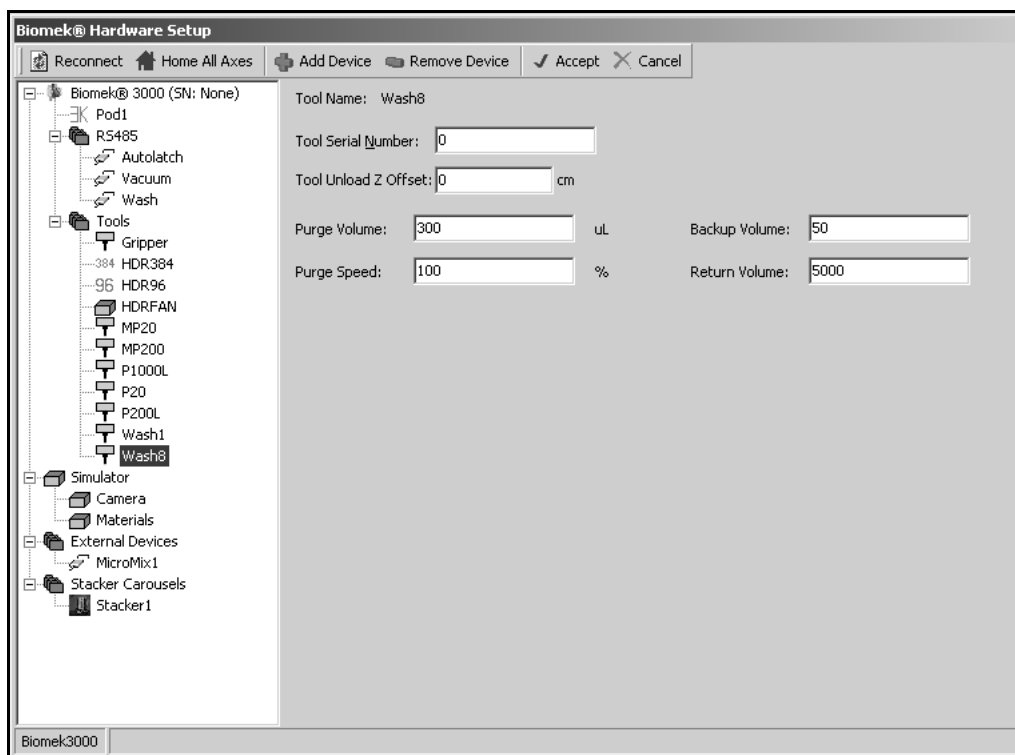 Biomek® Hardware Setup
Reconnect Home All Axes Add Device Remove Device Accept Cancel
Biomek® 3000 (SN: None)
Pod1
RS485
Autolatch
Vacuum
Wash
Tools
Gripper
384 HDR384
96 HDR96
HDRFAN
MP20
MP200
P1000L
P20
P200L
Wash1
Wash8
Simulator
Camera
Materials
External Devices
MicroMix1
Stacker Carousels
Stacker1
Tool Name: Wash8
Tool Serial Number: 0
Tool Unload Z Offset: 0 cm
Purge Volume: 300 uL Backup Volume: 50
Purge Speed: 100 % Return Volume: 5000
Biomek3000